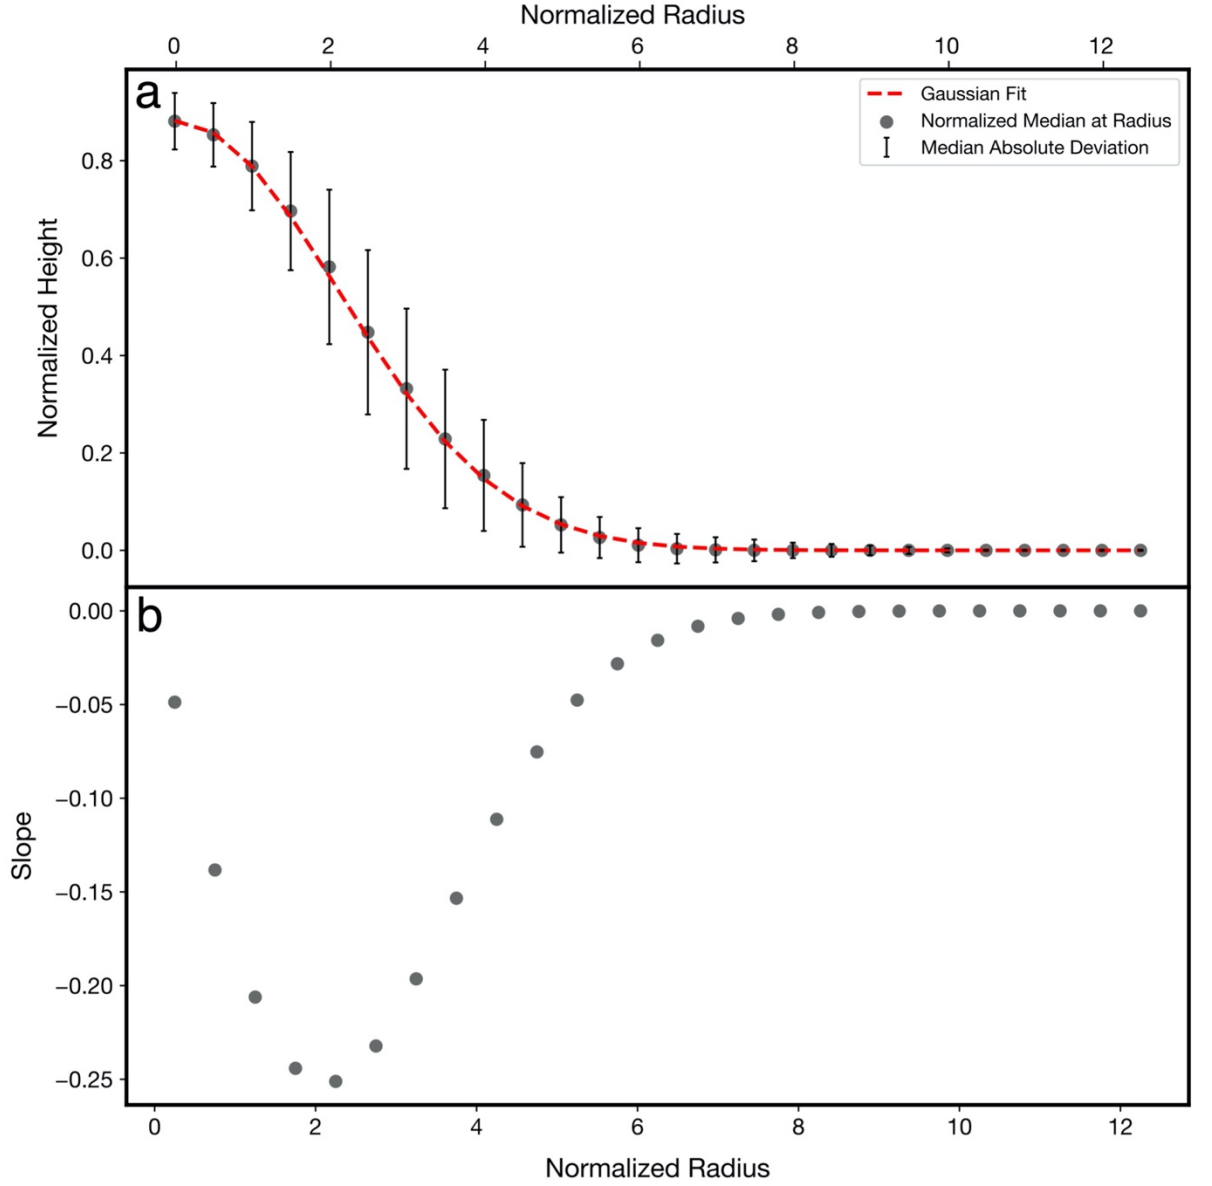 Normalized Radius
0 2 4 6 8 10 12
a
Gaussian Fit
Normalized Median at Radius
Median Absolute Deviation
0.8
0.6
0.4
0.2
0.0
Normalized Height
b
0.00
−0.05
−0.10
−0.15
−0.20
−0.25
Slope
0 2 4 6 8 10 12
Normalized Radius